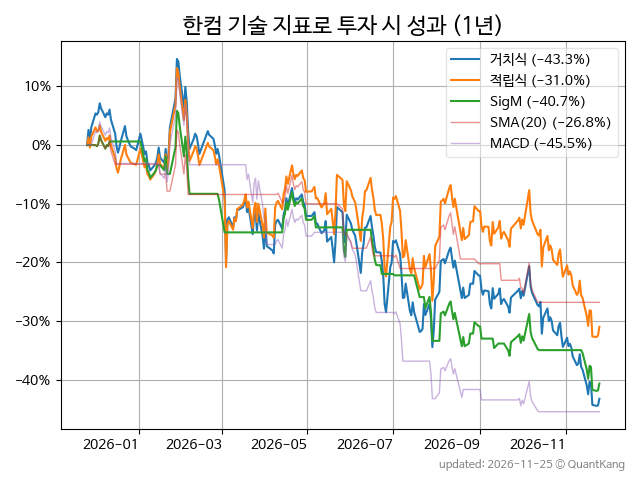 한컴 기술 지표로 투자 시 성과 (1년)
거치식 (−43.3%)
적립식 (−31.0%)
SigM (−40.7%)
SMA(20) (−26.8%)
MACD (−45.5%)
10%
0%
−10%
−20%
−30%
−40%
2026-01 2026-03 2026-05 2026-07 2026-09 2026-11
updated: 2026-11-25 © QuantKang